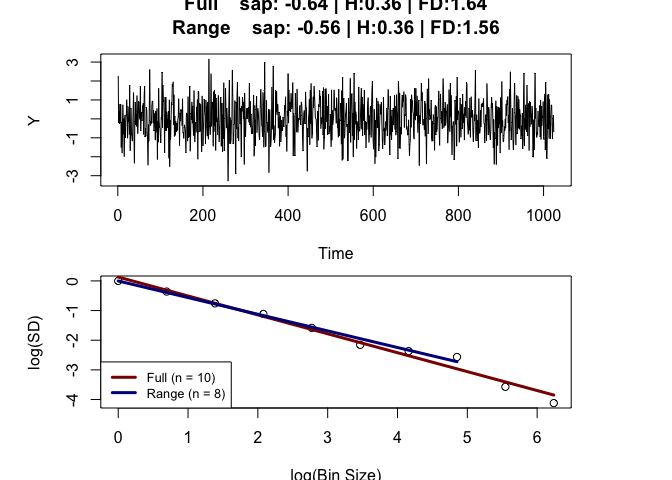 Full sap: -0.64 | H:0.36 | FD:1.64
Range sap: -0.56 | H:0.36 | FD:1.56
3
1
-1
-3
Y
0 200 400 600 800 1000
Time
0
-1
-2
-3
-4
log(SD)
Full (n = 10)
Range (n = 8)
0 1 2 3 4 5 6
log(Bin Size)